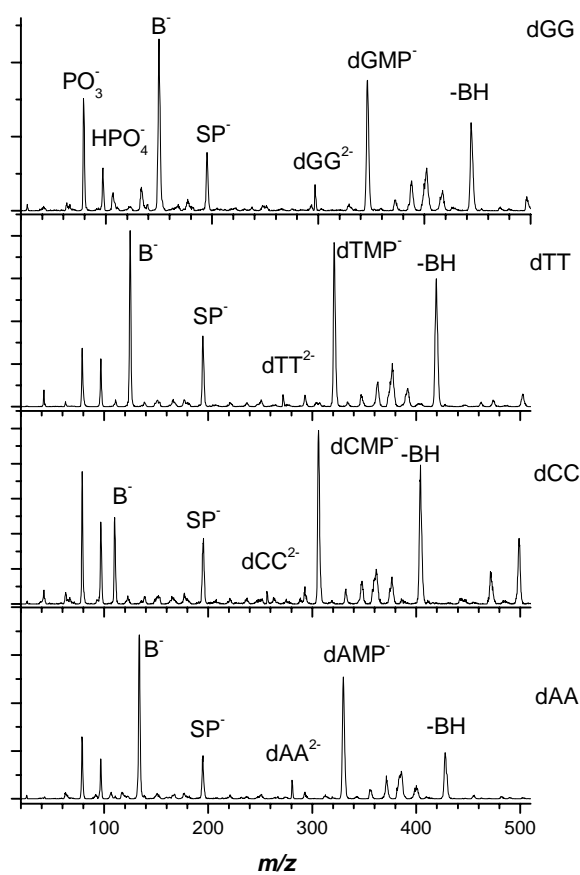 B⁻
dGG
PO₃⁻
dGMP⁻
-BH
HPO₄⁻
SP⁻
dGG²⁻
B⁻
dTMP⁻
-BH
dTT
SP⁻
dTT²⁻
dCMP⁻
-BH
dCC
B⁻
SP⁻
dCC²⁻
B⁻
dAMP⁻
dAA
SP⁻
dAA²⁻
-BH
100 200 300 400 500
m/z